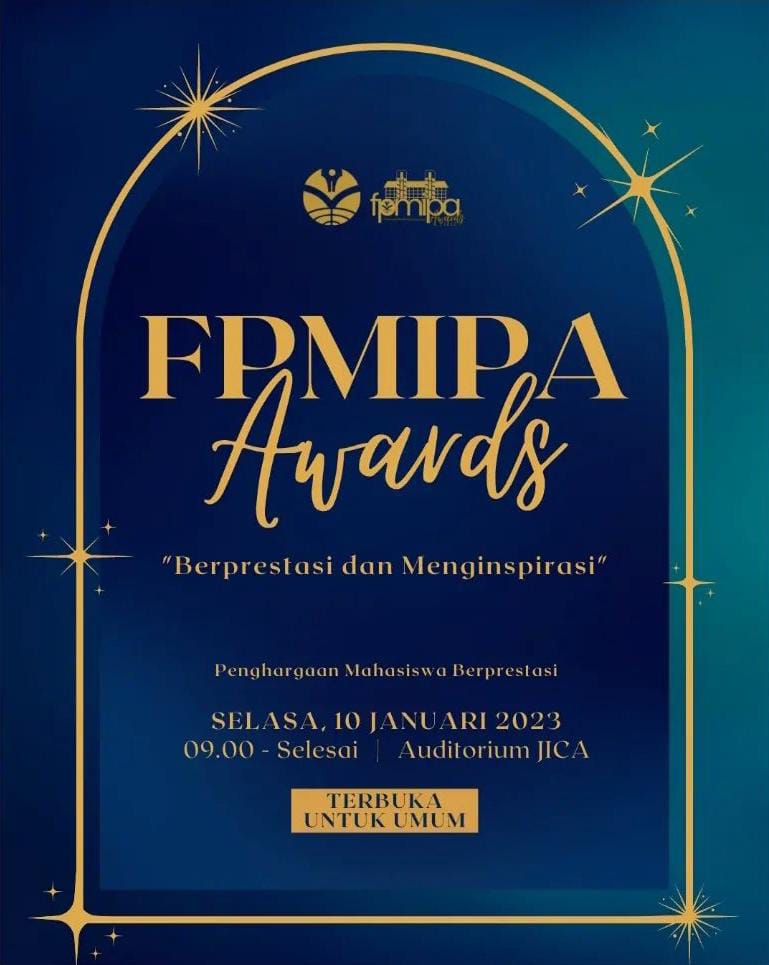 fpmipa
Awards
FPMIPA
Awards
"Berprestasi dan Menginspirasi"
Penghargaan Mahasiswa Berprestasi
SELASA, 10 JANUARI 2023
09.00 - Selesai | Auditorium JICA
TERBUKA
UNTUK UMUM